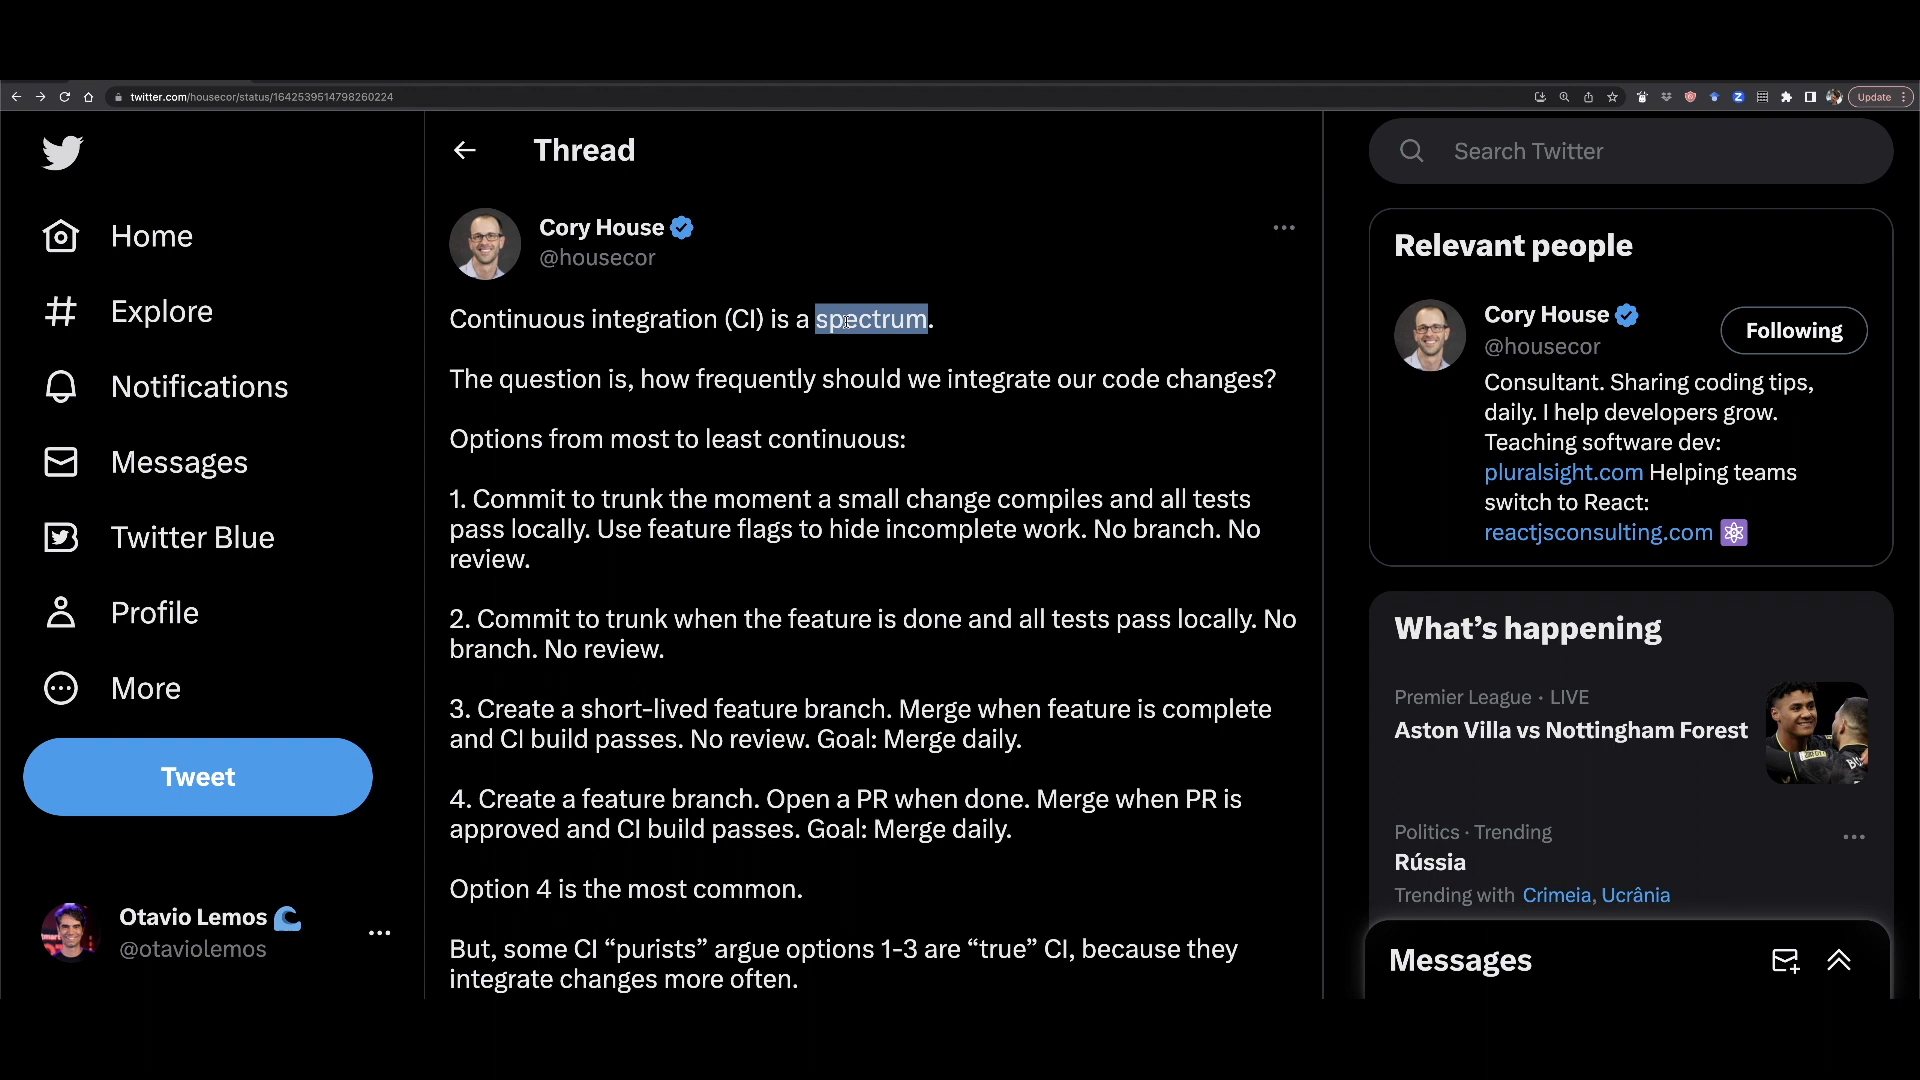 twitter.com/housecor/status/1642539514798260224
Update
Home
Explore
Notifications
Messages
Twitter Blue
Profile
More
Tweet
Otavio Lemos
@otaviolemos
Thread
Cory House
@housecor
Continuous integration (CI) is a spectrum.
The question is, how frequently should we integrate our code changes?
Options from most to least continuous:
1. Commit to trunk the moment a small change compiles and all tests
pass locally. Use feature flags to hide incomplete work. No branch. No
review.
2. Commit to trunk when the feature is done and all tests pass locally. No
branch. No review.
3. Create a short-lived feature branch. Merge when feature is complete
and CI build passes. No review. Goal: Merge daily.
4. Create a feature branch. Open a PR when done. Merge when PR is
approved and CI build passes. Goal: Merge daily.
Option 4 is the most common.
But, some CI “purists” argue options 1-3 are “true” CI, because they
integrate changes more often.
Search Twitter
Relevant people
Cory House
@housecor
Following
Consultant. Sharing coding tips,
daily. I help developers grow.
Teaching software dev:
pluralsight.com Helping teams
switch to React:
reactjsconsulting.com
What’s happening
Premier League · LIVE
Aston Villa vs Nottingham Forest
Politics · Trending
Rússia
Trending with Crimeia, Ucrânia
Messages